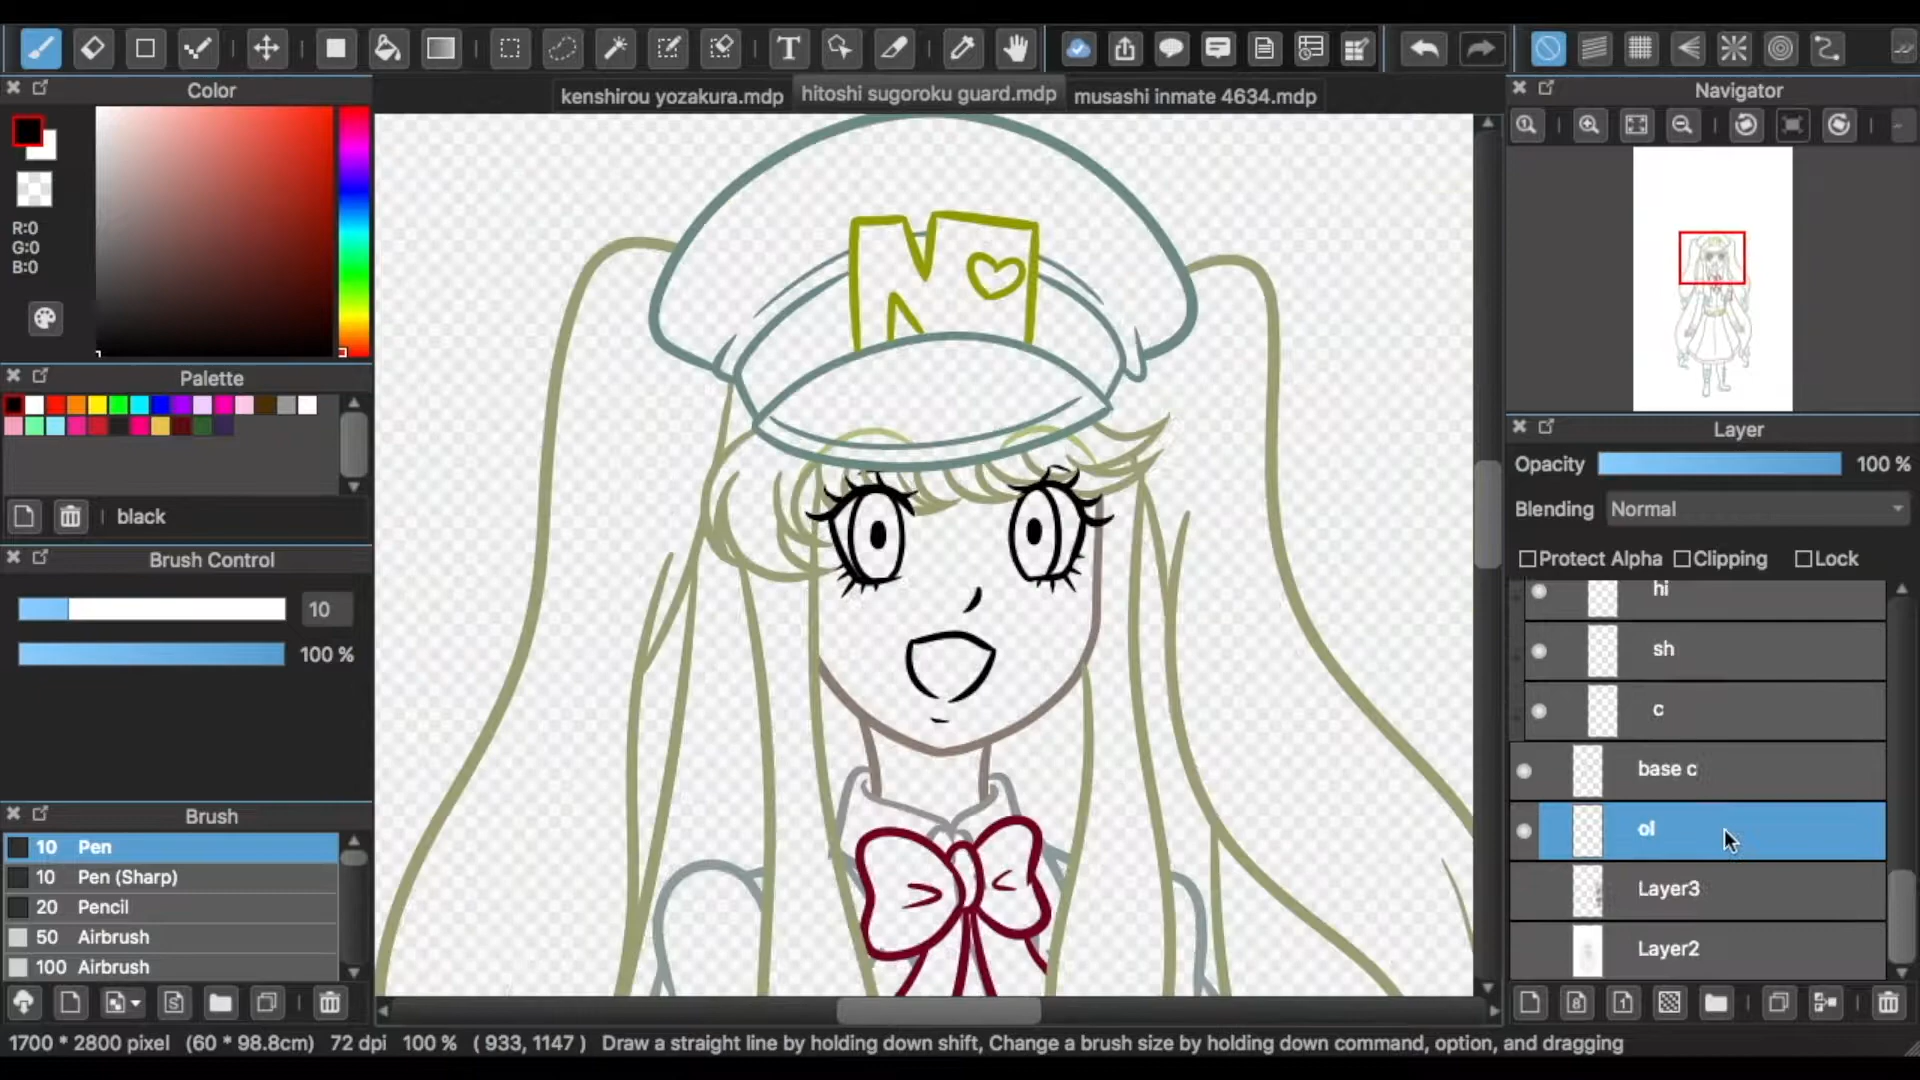 T
Color
kenshirou yozakura.mdp
hitoshi sugoroku guard.mdp
musashi inmate 4634.mdp
Navigator
R:0
G:0
B:0
Palette
black
Brush Control
10
100 %
Brush
10 Pen
10 Pen (Sharp)
20 Pencil
50 Airbrush
100 Airbrush
N
Layer
Opacity 100 %
Blending Normal
Protect Alpha Clipping Lock
hi
sh
c
base c
ol
Layer3
Layer2
1700 * 2800 pixel (60 * 98.8cm) 72 dpi 100 % ( 933, 1147 ) Draw a straight line by holding down shift, Change a brush size by holding down command, option, and dragging